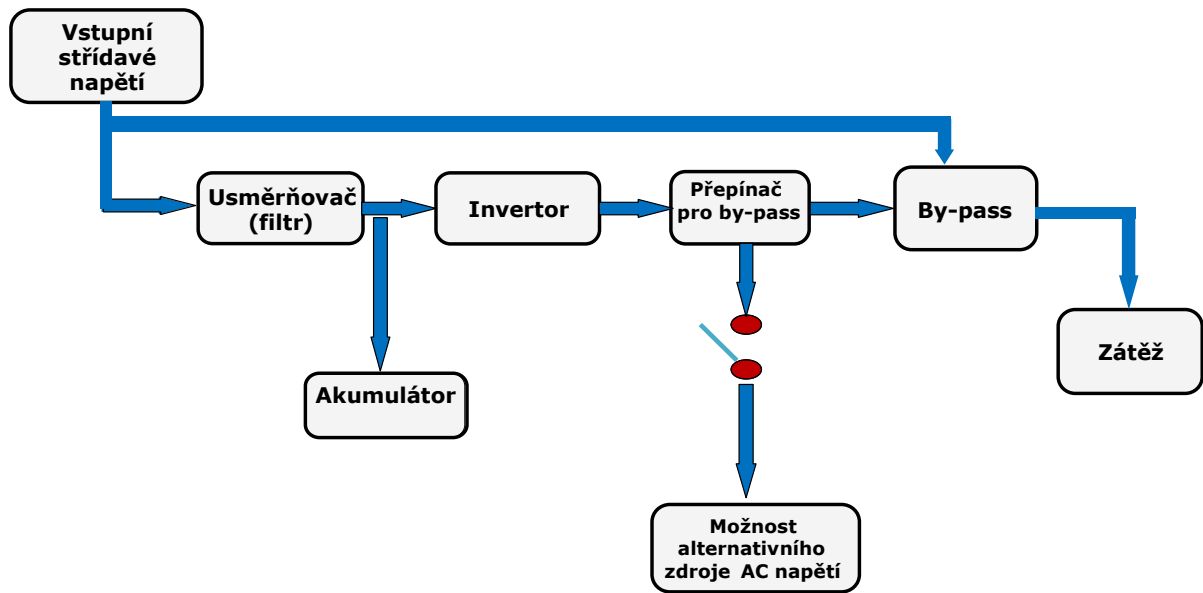 Vstupní
střídavé
napětí
Usměrňovač
(filtr)
Invertor
Přepínač
pro by-pass
By-pass
Zátěž
Akumulátor
Možnost
alternativního
zdroje AC napětí